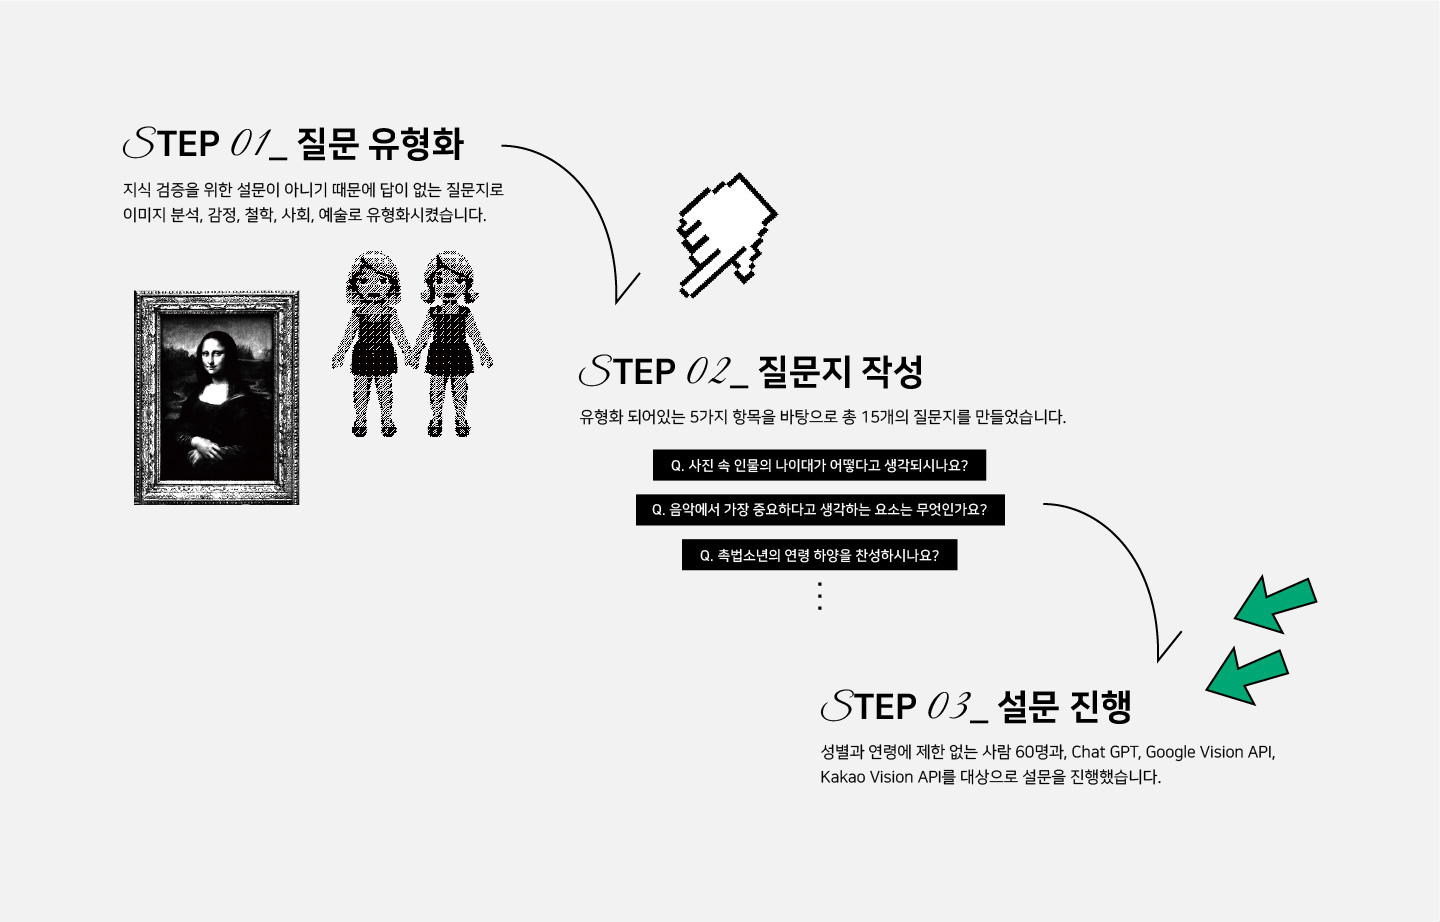 STEP 01_ 질문 유형화
지식 검증을 위한 설문이 아니기 때문에 답이 없는 질문지로
이미지 분석, 감정, 철학, 사회, 예술로 유형화시켰습니다.
STEP 02_ 질문지 작성
유형화 되어있는 5가지 항목을 바탕으로 총 15개의 질문지를 만들었습니다.
Q. 사진 속 인물의 나이대가 어떻다고 생각되시나요?
Q. 음악에서 가장 중요하다고 생각하는 요소는 무엇인가요?
Q. 촉법소년의 연령 하양을 찬성하시나요?
STEP 03_ 설문 진행
성별과 연령에 제한 없는 사람 60명과, Chat GPT, Google Vision API,
Kakao Vision API를 대상으로 설문을 진행했습니다.